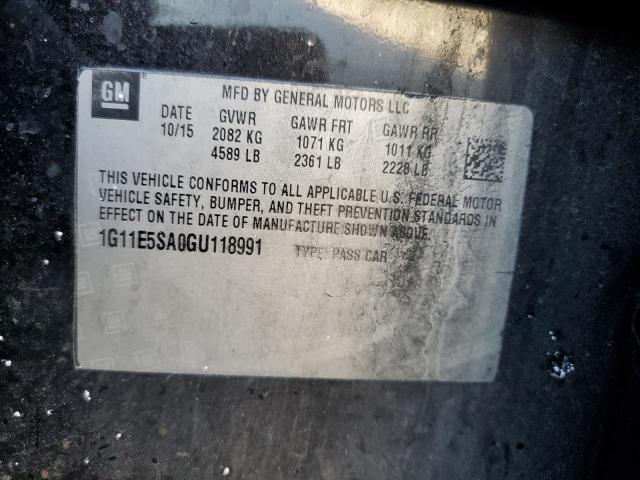 GM
MFD BY GENERAL MOTORS LLC
DATE GVWR GAWR FRT GAWR RR
10/15 2082 KG 1071 KG 1011 KG
4589 LB 2361 LB 2228 LB
THIS VEHICLE CONFORMS TO ALL APPLICABLE U.S. FEDERAL MOTOR
VEHICLE SAFETY, BUMPER, AND THEFT PREVENTION STANDARDS IN
EFFECT ON THE DATE OF MANUFACTURE SHOWN ABOVE.
1G11E5SA0GU118991 TYPE: PASS CAR